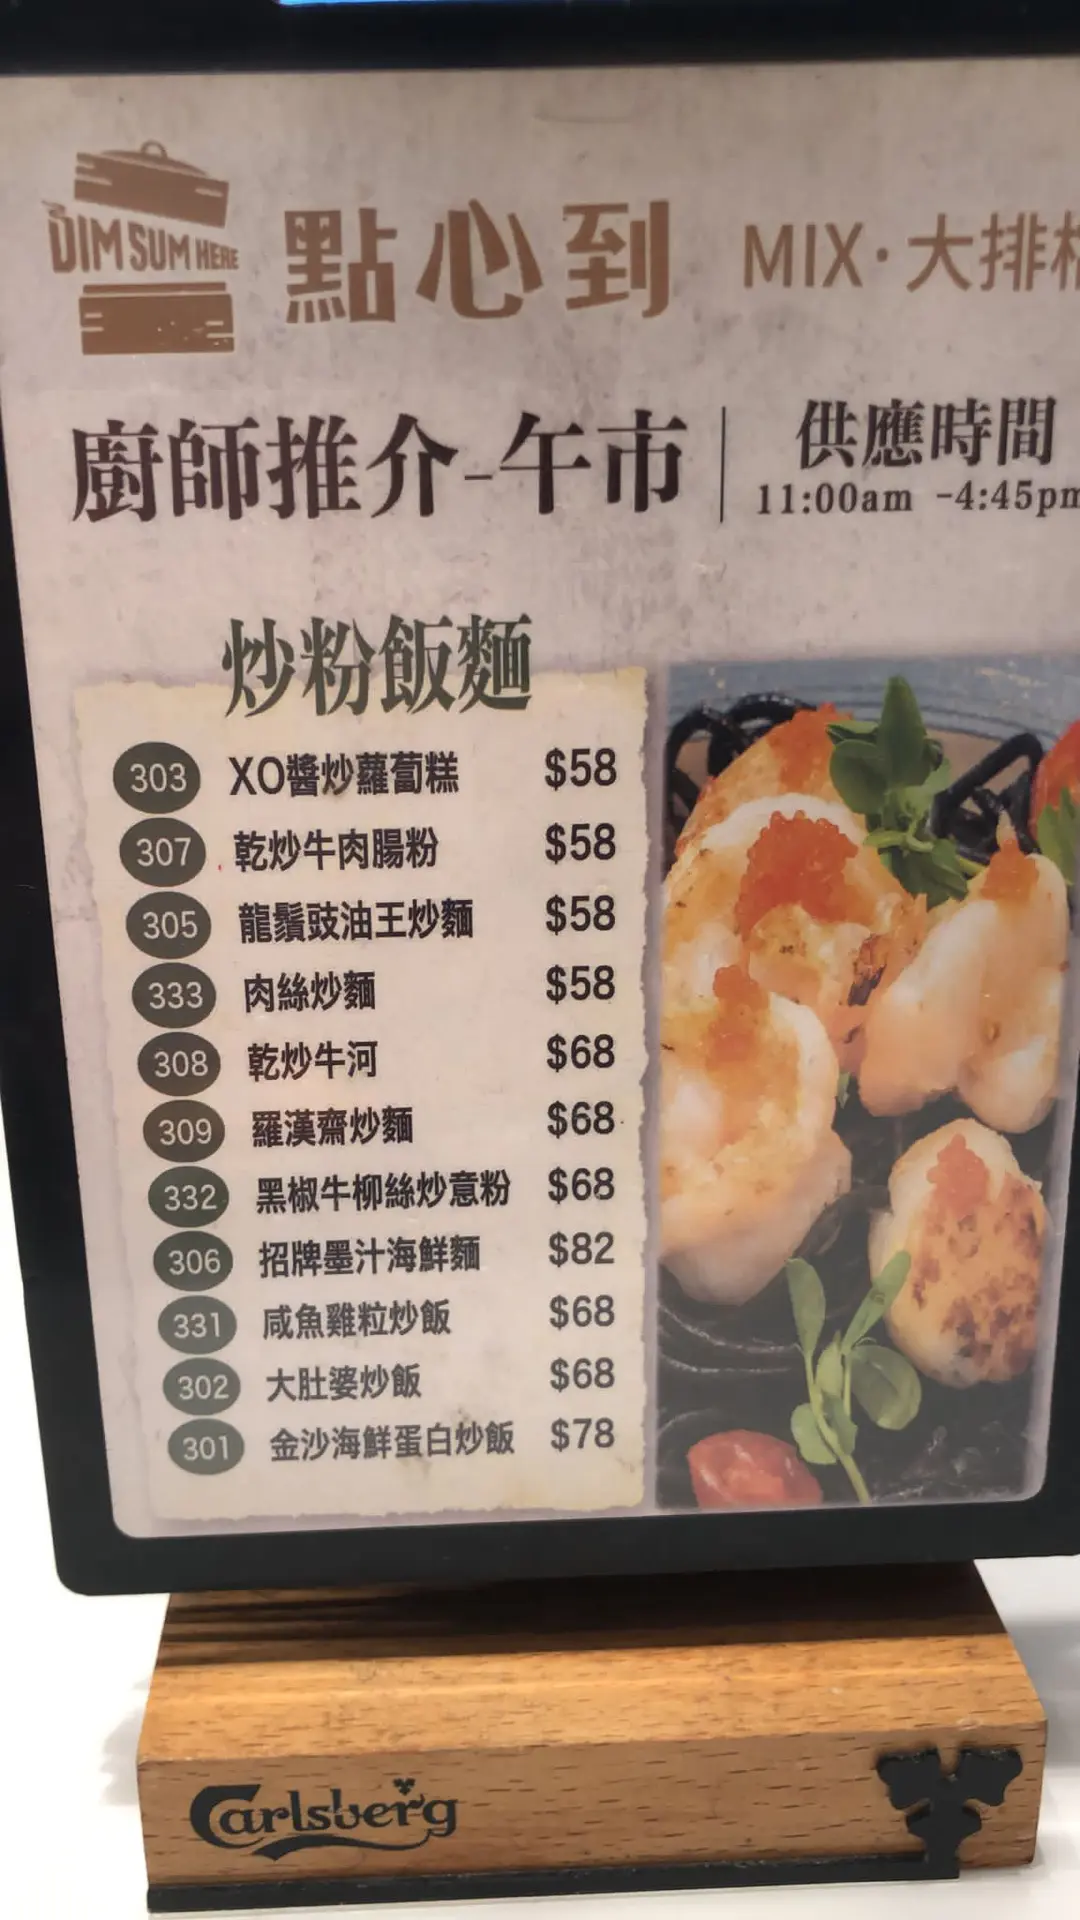 DIM SUM HERE
點心到
MIX·大排
廚師推介-午市
供應時間
11:00am -4:45pm
炒粉飯麵
303 XO醬炒蘿蔔糕 $58
307 乾炒牛肉腸粉 $58
305 龍鬚豉油王炒麵 $58
333 肉絲炒麵 $58
308 乾炒牛河 $68
309 羅漢齋炒麵 $68
332 黑椒牛柳絲炒意粉 $68
306 招牌墨汁海鮮麵 $82
331 咸魚雞粒炒飯 $68
302 大肚婆炒飯 $68
301 金沙海鮮蛋白炒飯 $78
Carlsberg